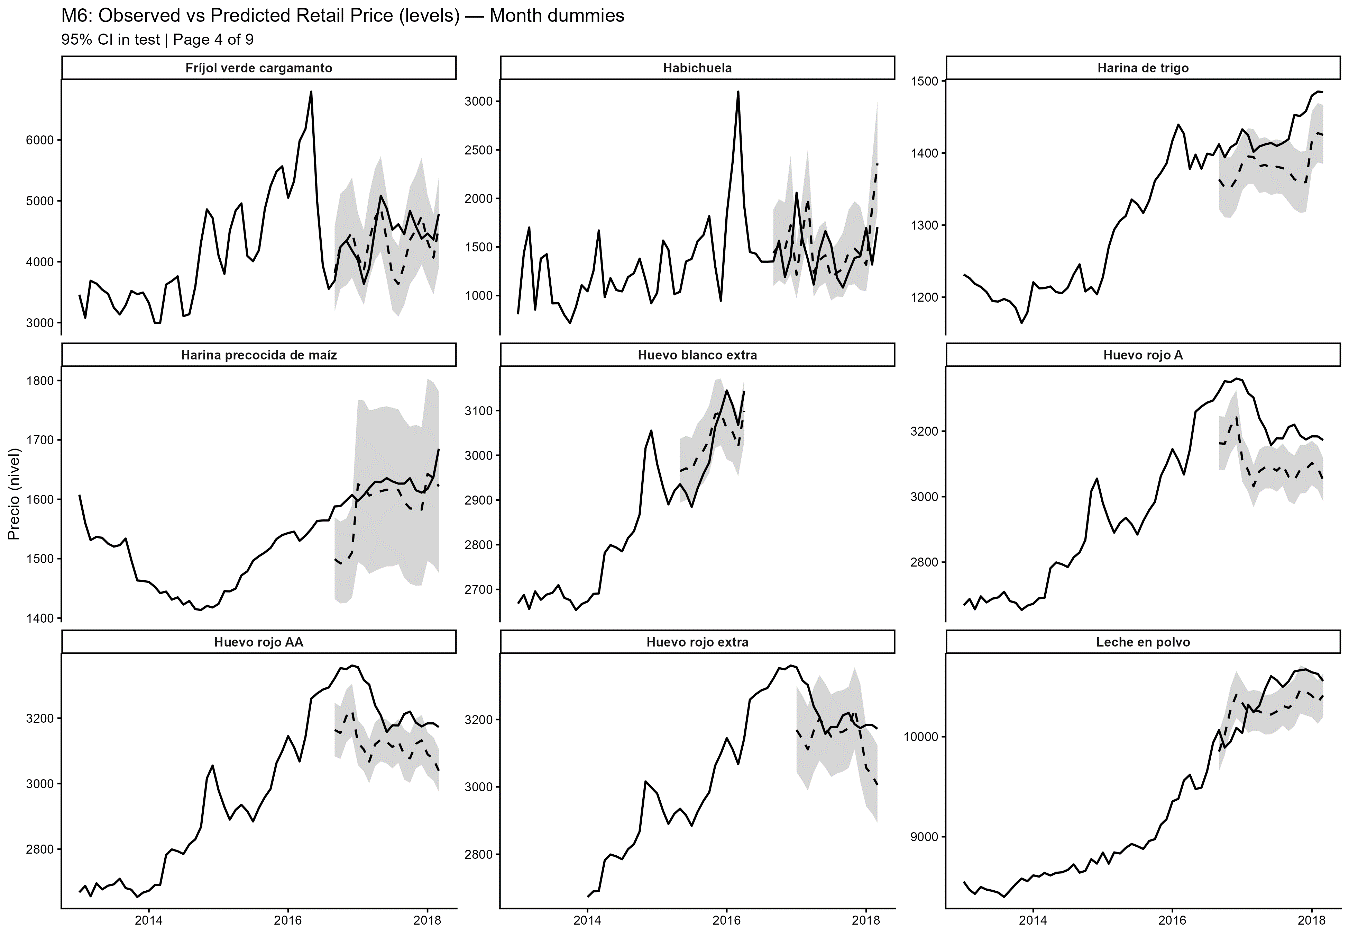 M6: Observed vs Predicted Retail Price (levels) — Month dummies
95% CI in test | Page 4 of 9
Fríjol verde cargamanto
Habichuela
Harina de trigo
6000
5000
4000
3000
3000
2500
2000
1500
1000
1500
1400
1300
1200
Harina precocida de maíz
Huevo blanco extra
Huevo rojo A
Precio (nivel)
1800
1700
1600
1500
1400
3100
3000
2900
2800
2700
3200
3000
2800
Huevo rojo AA
Huevo rojo extra
Leche en polvo
3200
3000
2800
3200
3000
2800
10000
9000
2014 2016 2018
2014 2016 2018
2014 2016 2018